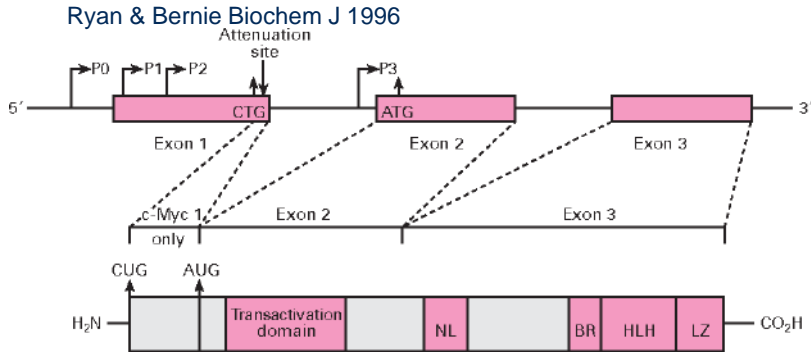 Ryan & Bernie Biochem J 1996
Attenuation
site
P0 P1 P2 P3
5′ CTG ATG 3′
Exon 1 Exon 2 Exon 3
c-Myc 1 Exon 2 Exon 3
only
CUG AUG
H₂N Transactivation
domain NL BR HLH LZ CO₂H